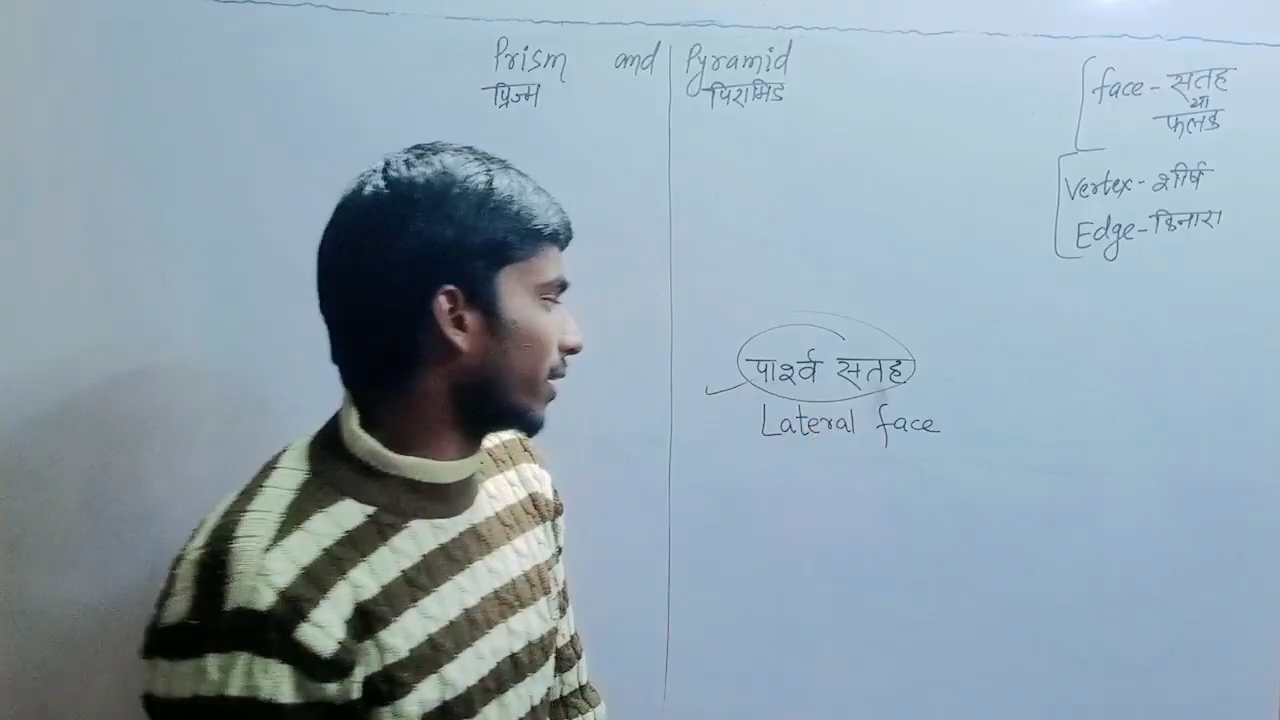 Prism and Pyramid
प्रिज्म पिरामिड
face - सतह
या
फलक
Vertex - शीर्ष
Edge - किनारा
पार्श्व सतह
Lateral face